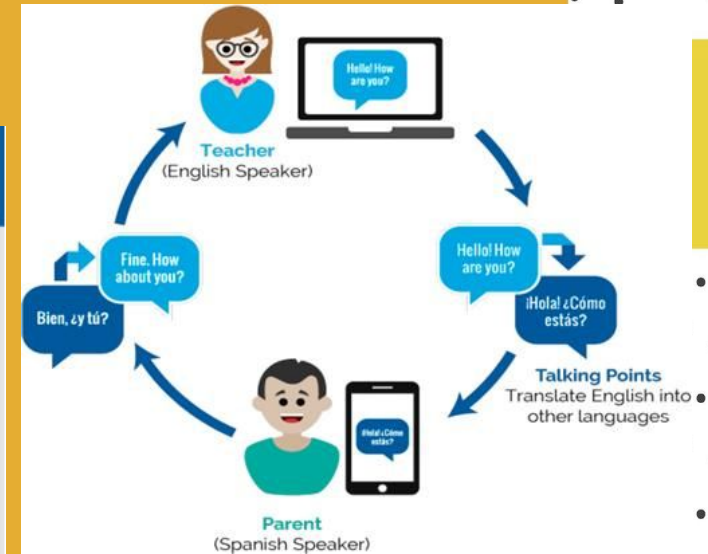 Hello! How
are you?
Teacher
(English Speaker)
Hello! How
are you?
¡Hola! ¿Cómo
estás?
Talking Points
Translate English into
other languages
¡Hola! ¿Cómo
estás?
Parent
(Spanish Speaker)
Bien, ¿y tú?
Fine. How
about you?